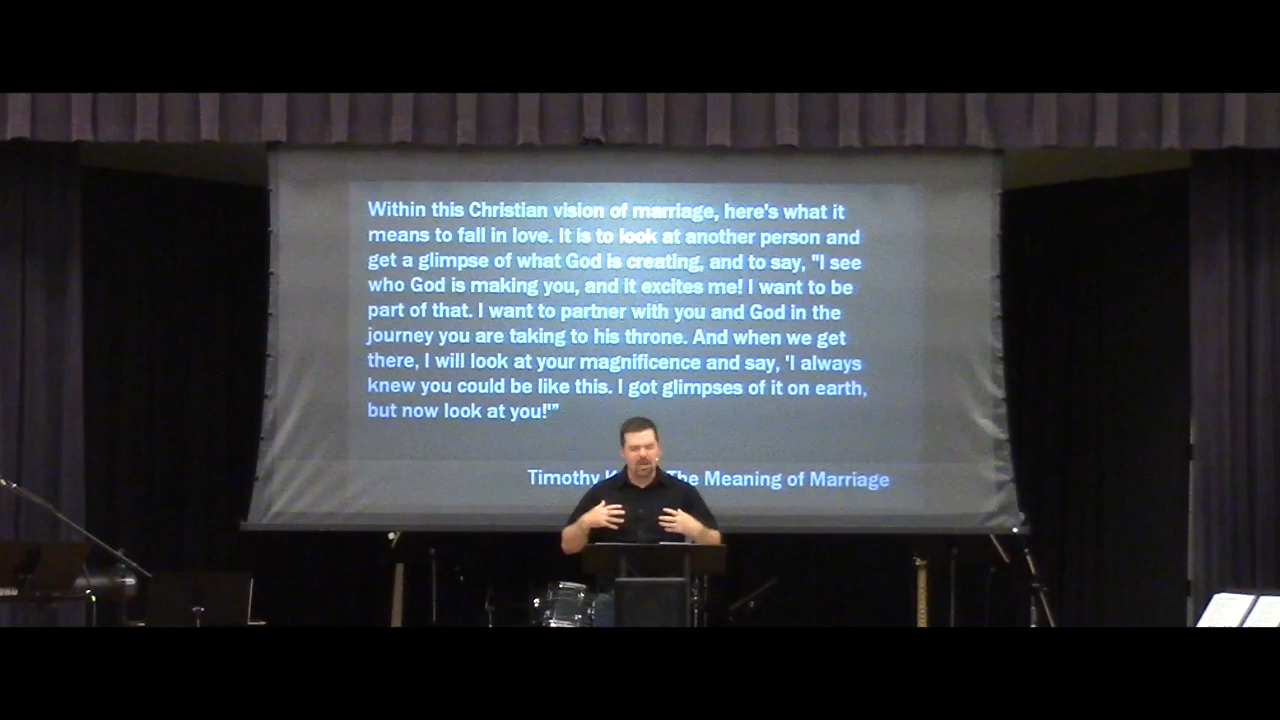 Within this Christian vision of marriage, here's what it
means to fall in love. It is to look at another person and
get a glimpse of what God is creating, and to say, "I see
who God is making you, and it excites me! I want to be
part of that. I want to partner with you and God in the
journey you are taking to his throne. And when we get
there, I will look at your magnificence and say, 'I always
knew you could be like this. I got glimpses of it on earth,
but now look at you!'”
Timothy The Meaning of Marriage